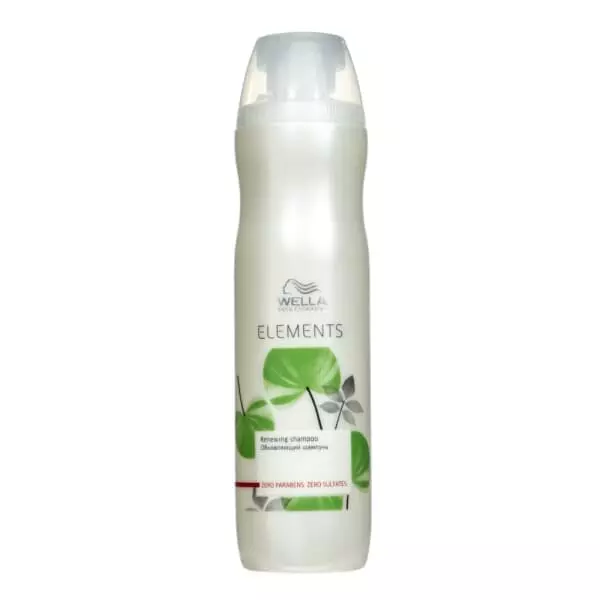 WELLA
ELEMENTS
Renewing shampoo
Обновляющий шампунь
ZERO PARABENS. ZERO SULFATES